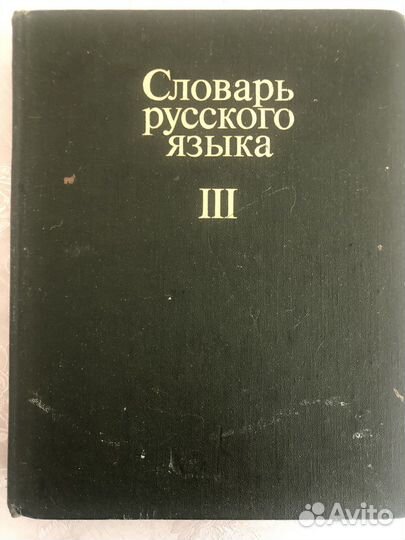 Словарь
русского
языка
III
Avito